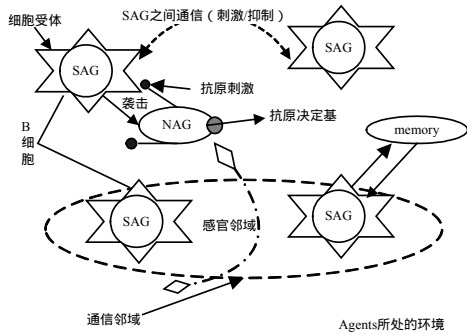 SAG之间通信(刺激/抑制)
细胞受体
SAG
SAG
抗原刺激
袭击
NAG
抗原决定基
B
细
胞
memory
SAG
感官邻域
SAG
通信邻域
Agents所处的环境